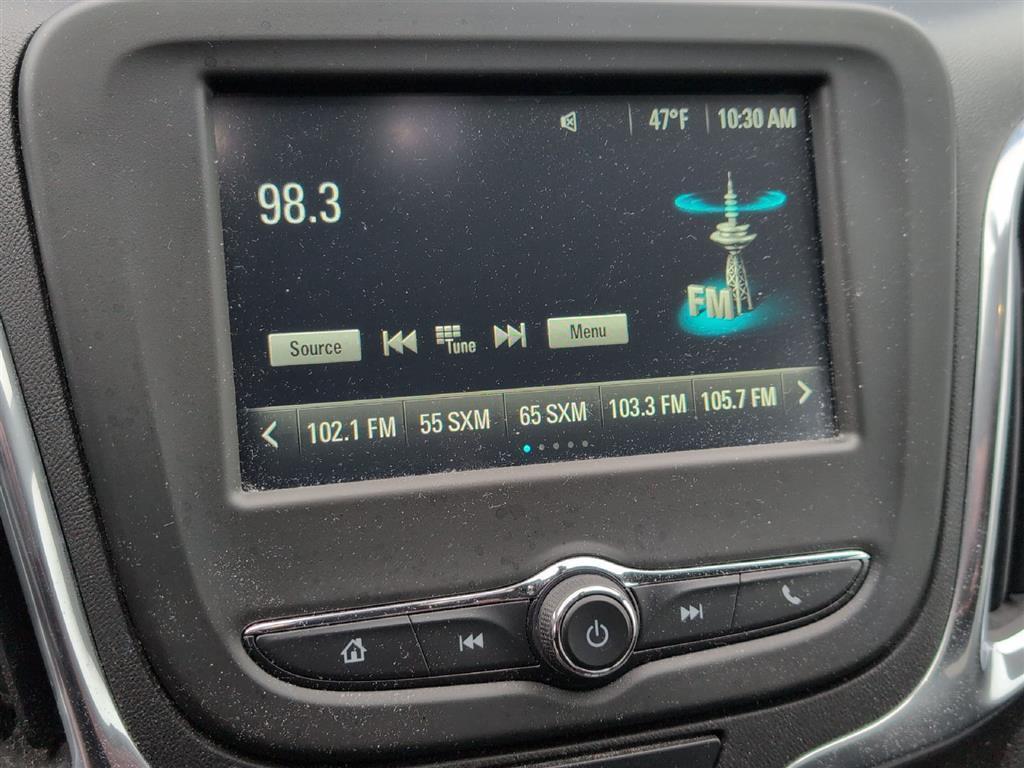 47°F 10:30 AM
98.3
FM
Source Tune Menu
102.1 FM 55 SXM 65 SXM 103.3 FM 105.7 FM